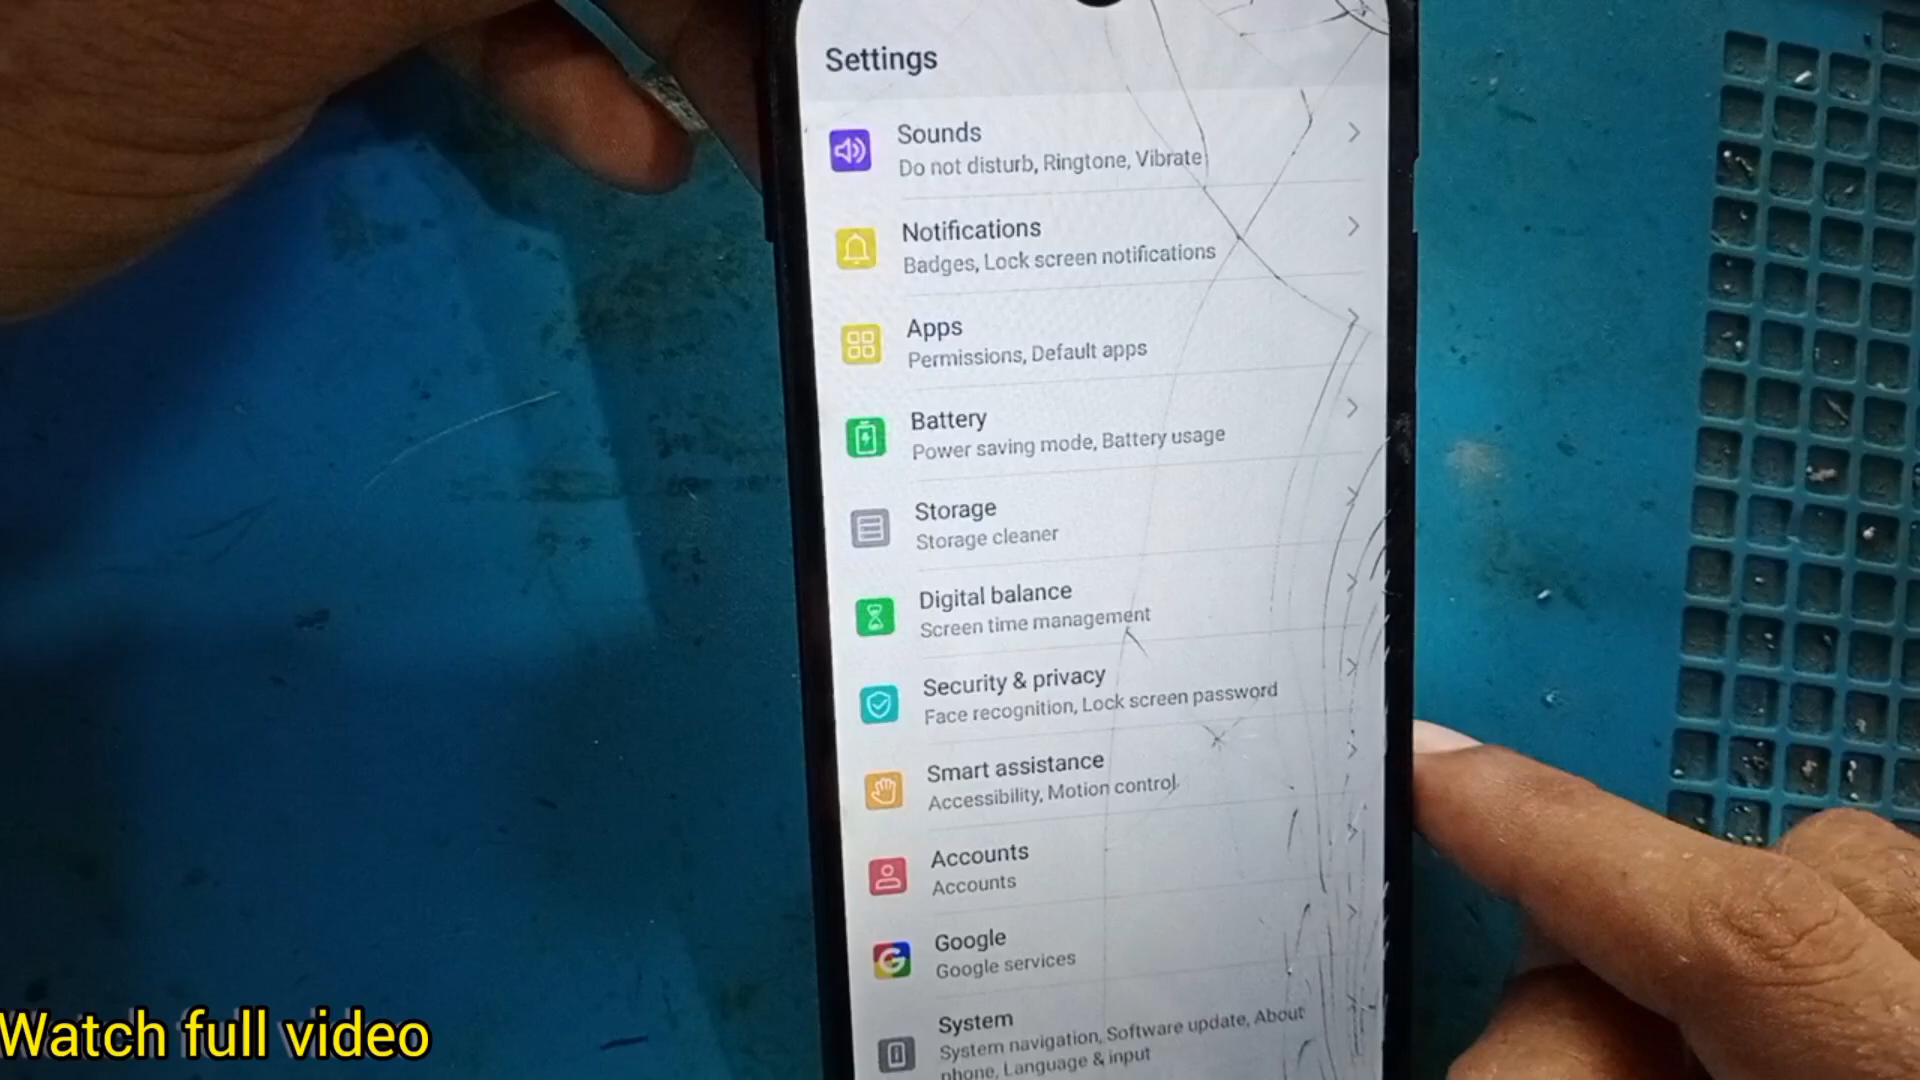 Settings
Sounds
Do not disturb, Ringtone, Vibrate
Notifications
Badges, Lock screen notifications
Apps
Permissions, Default apps
Battery
Power saving mode, Battery usage
Storage
Storage cleaner
Digital balance
Screen time management
Security & privacy
Face recognition, Lock screen password
Smart assistance
Accessibility, Motion control
Accounts
Accounts
Google
Google services
System
System navigation, Software update, About
phone, Language & input
Watch full video